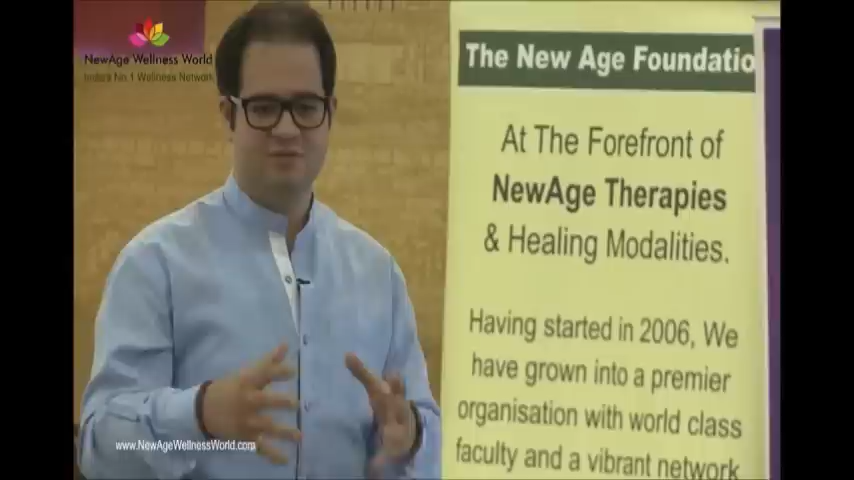 NewAge Wellness World
India's No.1 Wellness Network
The New Age Foundatio
At The Forefront of
NewAge Therapies
& Healing Modalities.
Having started in 2006, We
have grown into a premier
organisation with world class
faculty and a vibrant network
www.NewAgeWellnessWorld.com